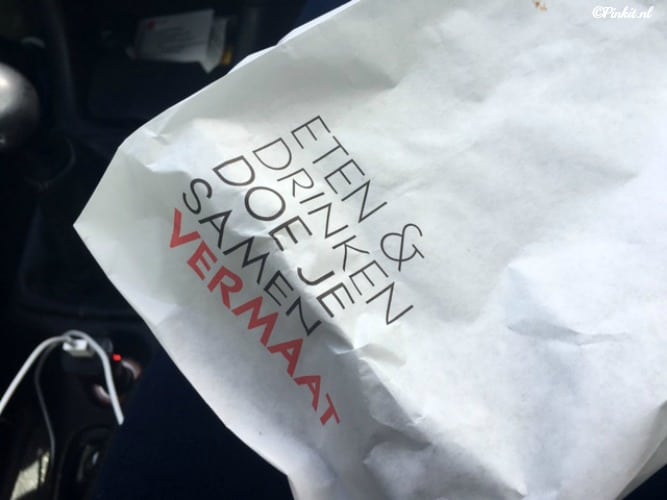 ©Pinkit.nl
ETEN &
DRINKEN
DOE JE
SAMEN
VERMAAT